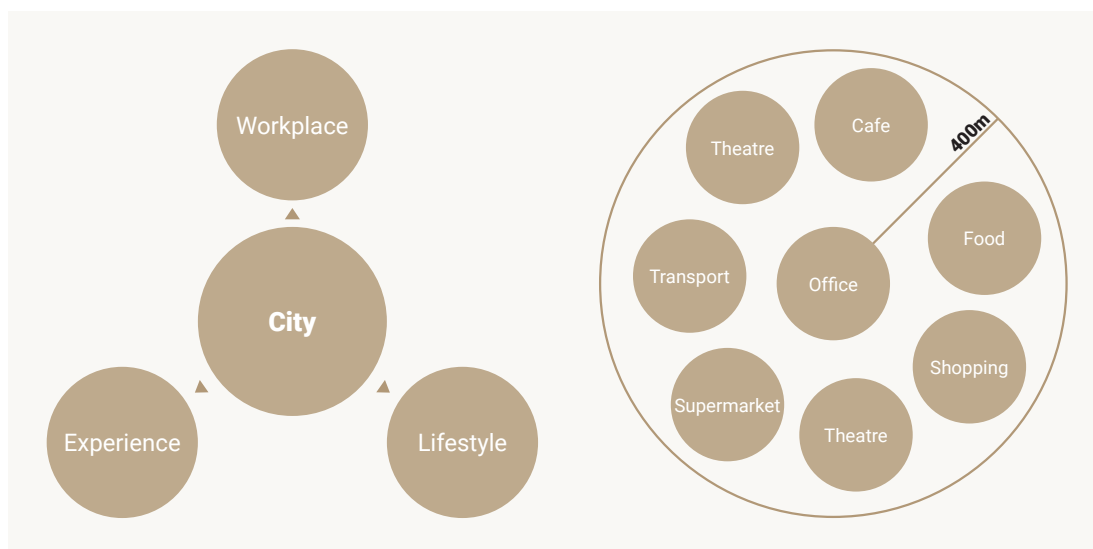 Workplace
City
Experience
Lifestyle
Theatre
Cafe
400m
Food
Transport
Office
Shopping
Supermarket
Theatre